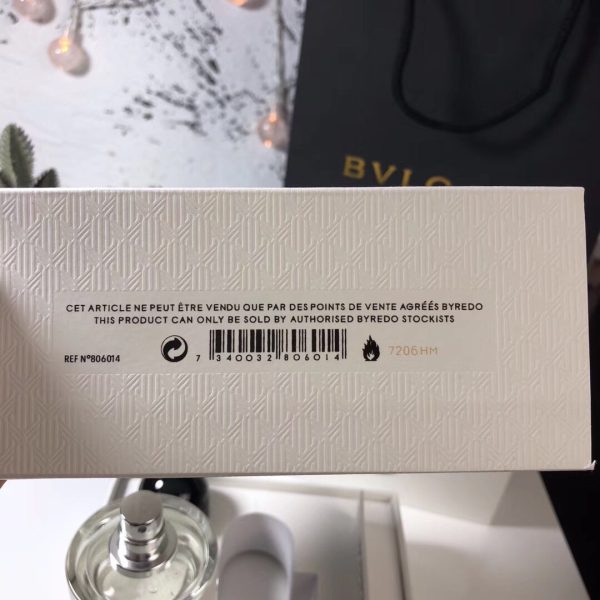 BVLG
CET ARTICLE NE PEUT ÊTRE VENDU QUE PAR DES POINTS DE VENTE AGRÉÉS BYREDO
THIS PRODUCT CAN ONLY BE SOLD BY AUTHORISED BYREDO STOCKISTS
REF Nº806014
7 340032 806014
7206HM